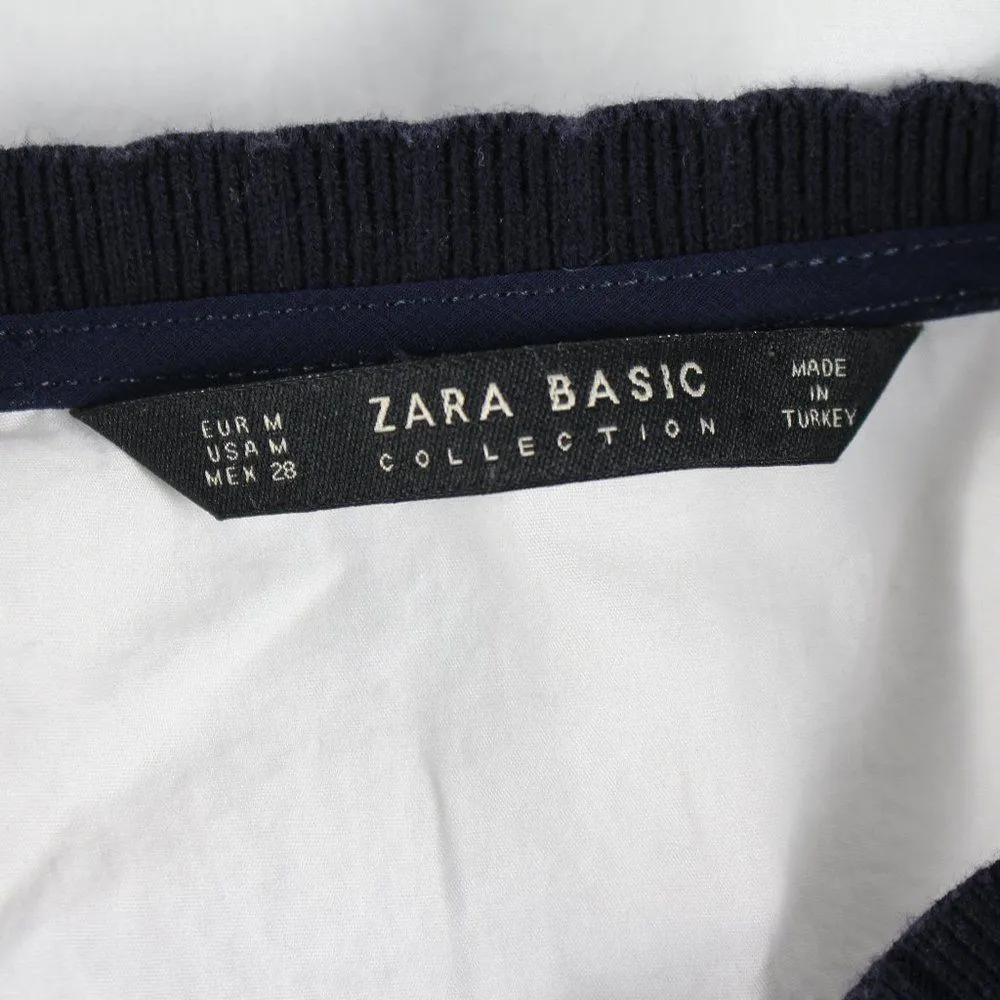 EUR M
USA M
MEX 28
ZARA BASIC
COLLECTION
MADE
IN
TURKEY